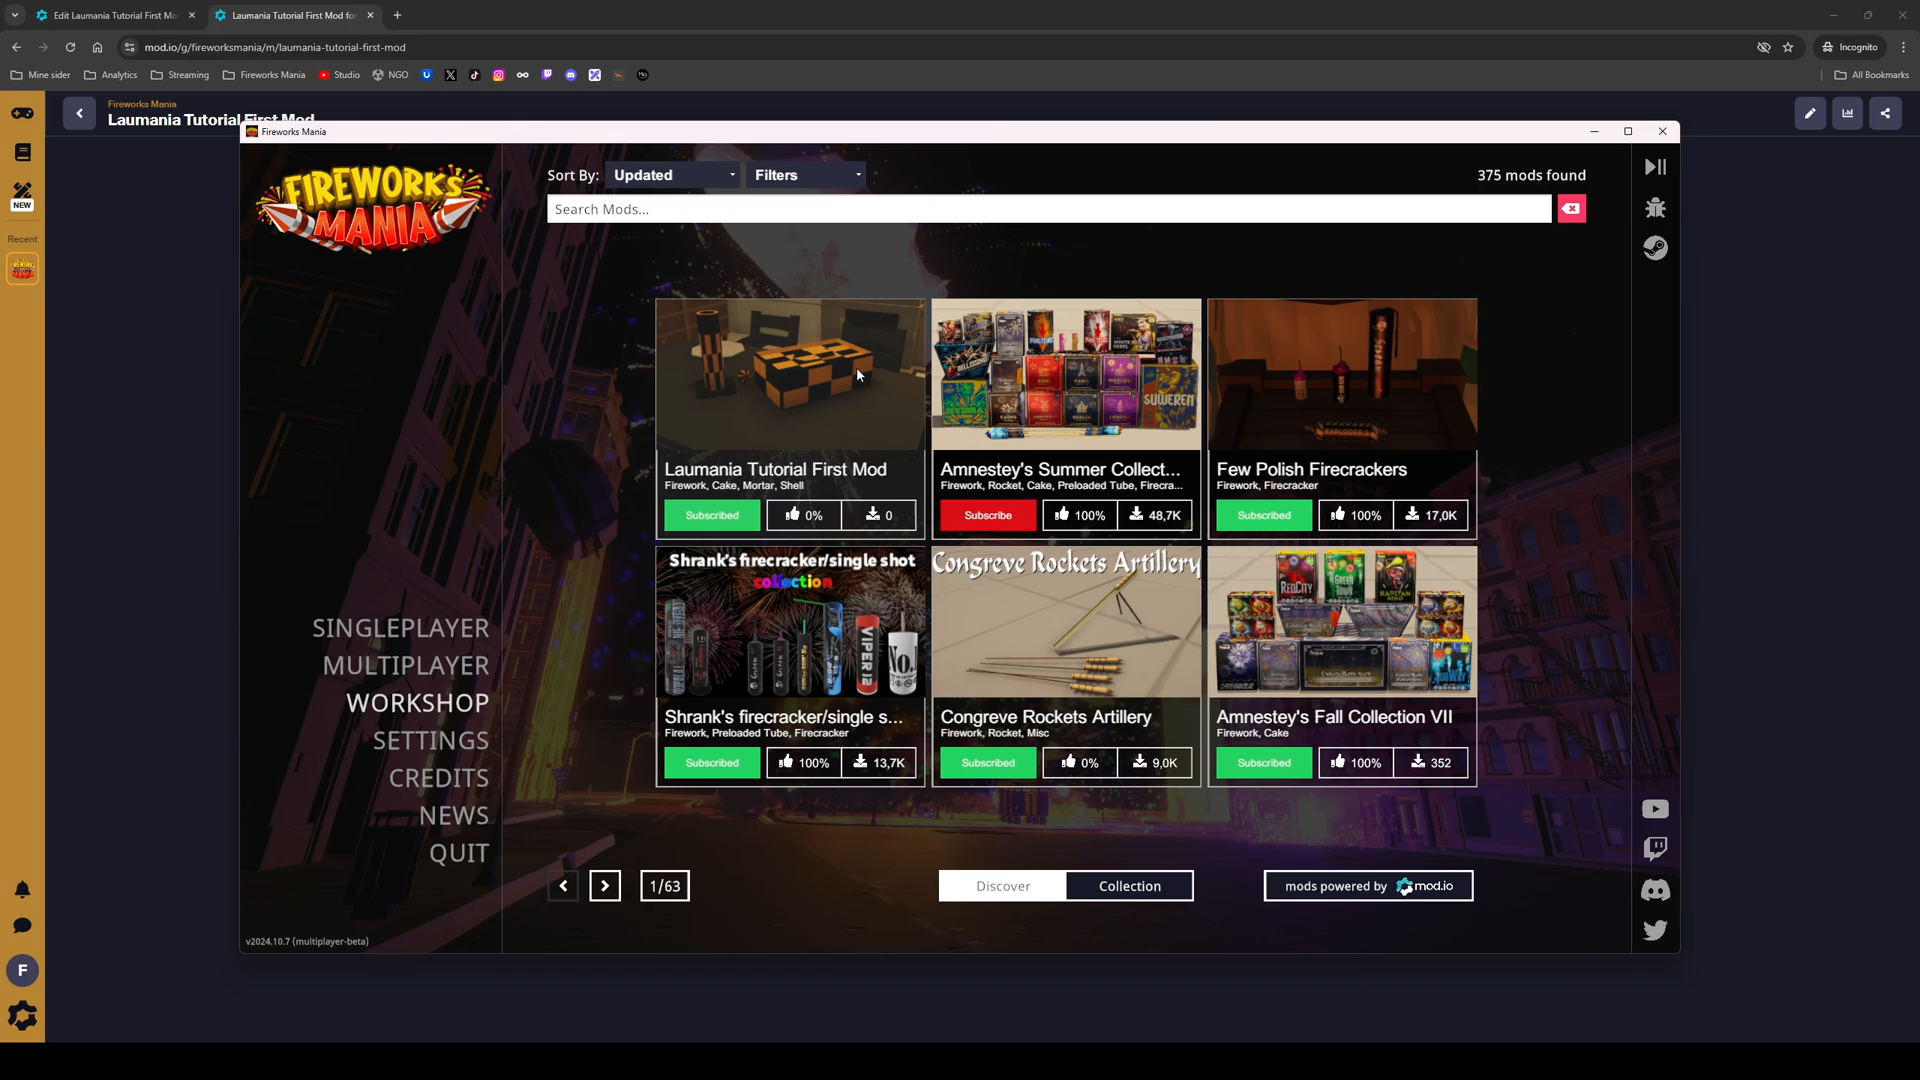 Edit Laumania Tutorial First Mo
Laumania Tutorial First Mod for
mod.io/g/fireworksmania/m/laumania-tutorial-first-mod
Incognito
Mine sider
Analytics
Streaming
Fireworks Mania
Studio
NGO
All Bookmarks
Fireworks Mania
Laumania Tutorial First Mod
NEW
Recent
F
Fireworks Mania
FIREWORKS
MANIA
Sort By:
Updated
Filters
375 mods found
Search Mods...
Laumania Tutorial First Mod
Firework, Cake, Mortar, Shell
Subscribed
0%
0
SUWEREN
Amnestey's Summer Collect...
Firework, Rocket, Cake, Preloaded Tube, Firecra...
Subscribe
100%
48,7K
Few Polish Firecrackers
Firework, Firecracker
Subscribed
100%
17,0K
Shrank's firecracker/single shot
collection
VIPER 12
No.1
Shrank's firecracker/single s...
Firework, Preloaded Tube, Firecracker
Subscribed
100%
13,7K
Congreve Rockets Artillery
Congreve Rockets Artillery
Firework, Rocket, Misc
Subscribed
0%
9,0K
Amnestey's Fall Collection VII
Firework, Cake
Subscribed
100%
352
SINGLEPLAYER
MULTIPLAYER
WORKSHOP
SETTINGS
CREDITS
NEWS
QUIT
1/63
Discover
Collection
mods powered by mod.io
v2024.10.7 (multiplayer-beta)